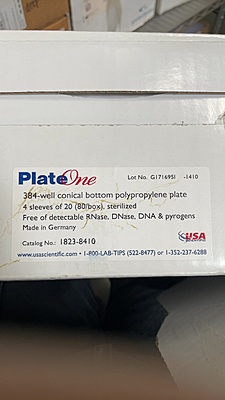 PlateOne Lot No. G171695I -1410
384-well conical bottom polypropylene plate
4 sleeves of 20 (80/box), sterilized
Free of detectable RNase, DNase, DNA & pyrogens
Made in Germany
Catalog No.: 1823-8410
USA
www.usascientific.com • 1-800-LAB-TIPS (522-8477) or 1-352-237-6288